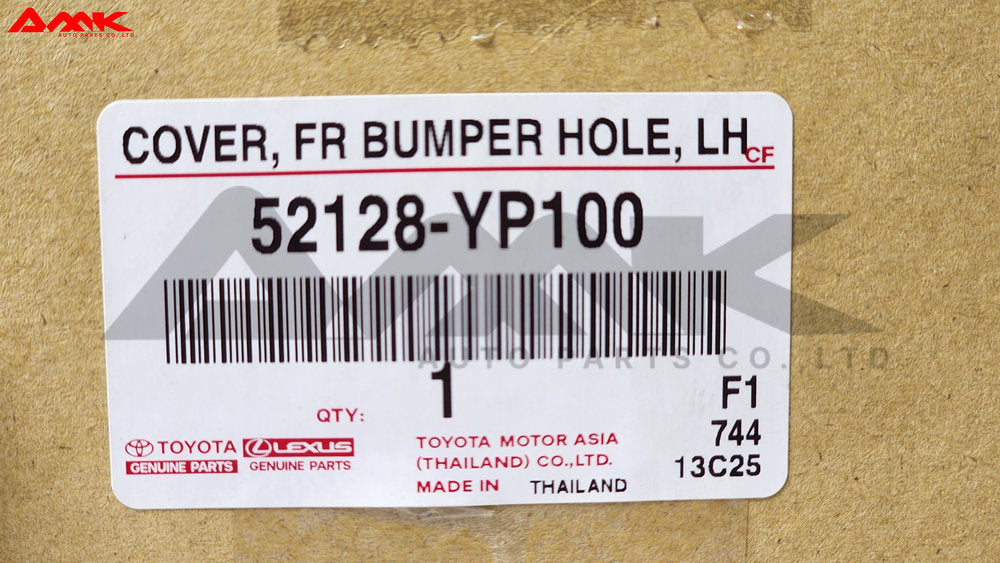 AMK
AUTO PARTS CO.,LTD
COVER, FR BUMPER HOLE, LH
CF
52128-YP100
AMK
AUTO PARTS CO.,LTD
QTY: 1
F1
744
13C25
TOYOTA LEXUS
GENUINE PARTS GENUINE PARTS
TOYOTA MOTOR ASIA
(THAILAND) CO.,LTD.
MADE IN THAILAND